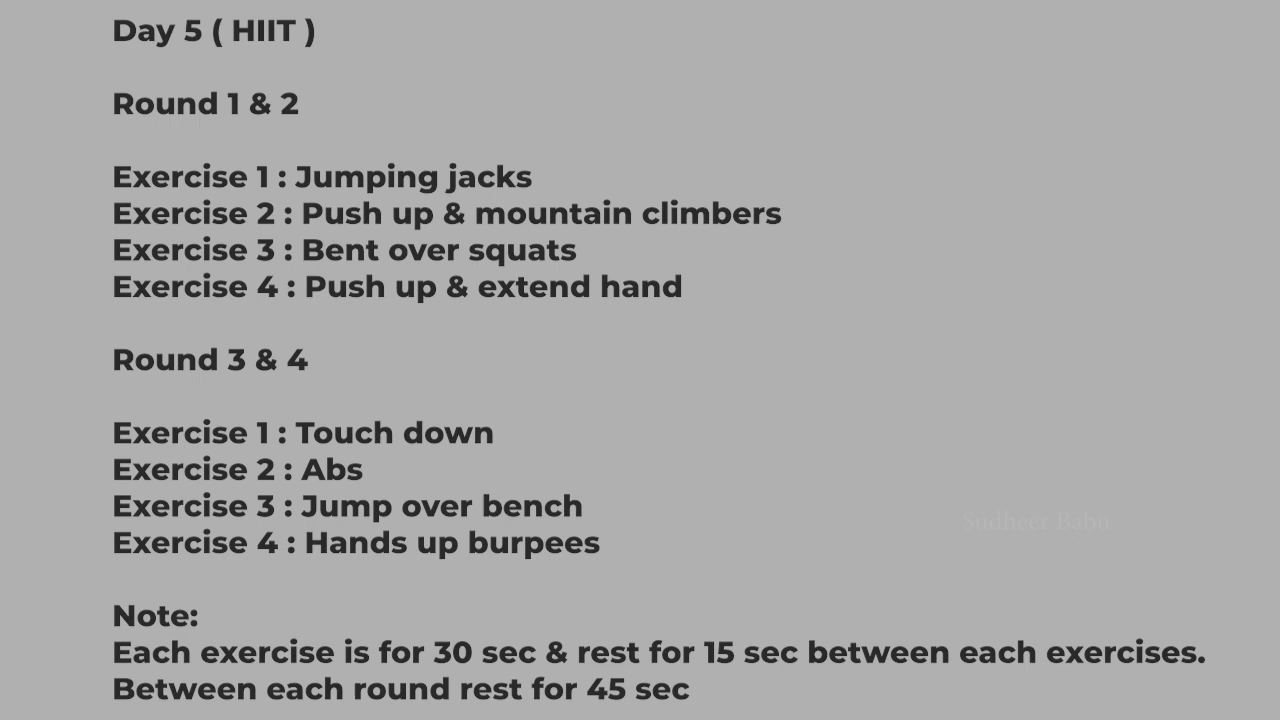 Day 5 ( HIIT )
Round 1 & 2
Exercise 1 : Jumping jacks
Exercise 2 : Push up & mountain climbers
Exercise 3 : Bent over squats
Exercise 4 : Push up & extend hand
Round 3 & 4
Exercise 1 : Touch down
Exercise 2 : Abs
Exercise 3 : Jump over bench
Exercise 4 : Hands up burpees
Sudheer Babu
Note:
Each exercise is for 30 sec & rest for 15 sec between each exercises.
Between each round rest for 45 sec